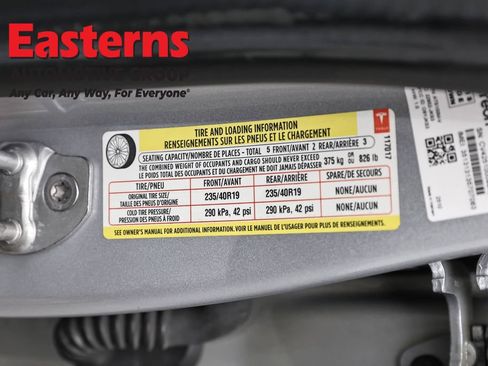 Easterns
AUTOMOTIVE GROUP
Any Car, Any Way, For Everyone®
TIRE AND LOADING INFORMATION
RENSEIGNEMENTS SUR LES PNEUS ET LE CHARGEMENT
SEATING CAPACITY/NOMBRE DE PLACES - TOTAL 5 FRONT/AVANT 2 REAR/ARRIÈRE 3
THE COMBINED WEIGHT OF OCCUPANTS AND CARGO SHOULD NEVER EXCEED 375 kg OU 826 lb
LE POIDS TOTAL DES OCCUPANTS ET DU CHARGEMENT NE DOIT JAMAIS DÉPASSER
TIRE/PNEU FRONT/AVANT REAR/ARRIÈRE SPARE/DE SECOURS
ORIGINAL TIRE SIZE/ 235/40R19 235/40R19 NONE/AUCUN
TAILLE DES PNEUS D'ORIGINE
COLD TIRE PRESSURE/ 290 kPa, 42 psi 290 kPa, 42 psi NONE/AUCUN
PRESSION DES PNEUS À FROID
SEE OWNER'S MANUAL FOR ADDITIONAL INFORMATION. VOIR LE MANUEL DE L'USAGER POUR PLUS DE RENSEIGNEMENTS.